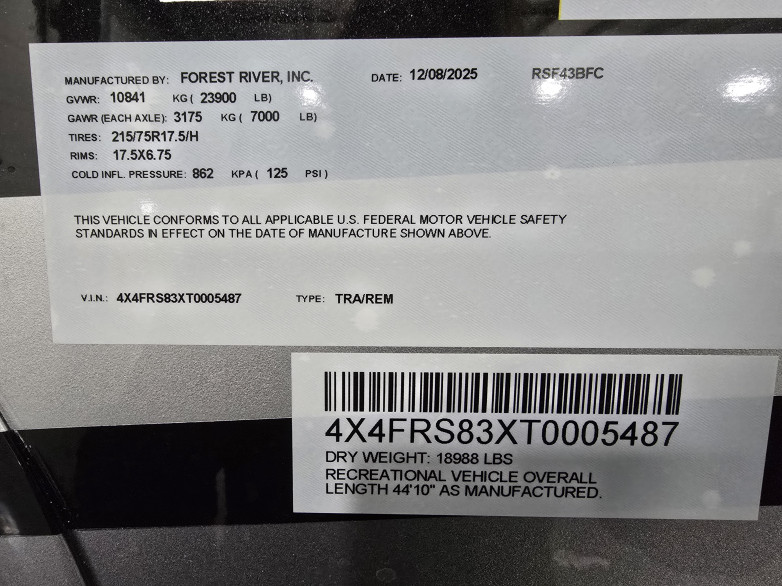 MANUFACTURED BY: FOREST RIVER, INC. DATE: 12/08/2025 RSF43BFC
GVWR: 10841 KG ( 23900 LB)
GAWR (EACH AXLE): 3175 KG ( 7000 LB)
TIRES: 215/75R17.5/H
RIMS: 17.5X6.75
COLD INFL. PRESSURE: 862 KPA ( 125 PSI )
THIS VEHICLE CONFORMS TO ALL APPLICABLE U.S. FEDERAL MOTOR VEHICLE SAFETY
STANDARDS IN EFFECT ON THE DATE OF MANUFACTURE SHOWN ABOVE.
V.I.N.: 4X4FRS83XT0005487 TYPE: TRA/REM
4X4FRS83XT0005487
DRY WEIGHT: 18988 LBS
RECREATIONAL VEHICLE OVERALL
LENGTH 44'10" AS MANUFACTURED.